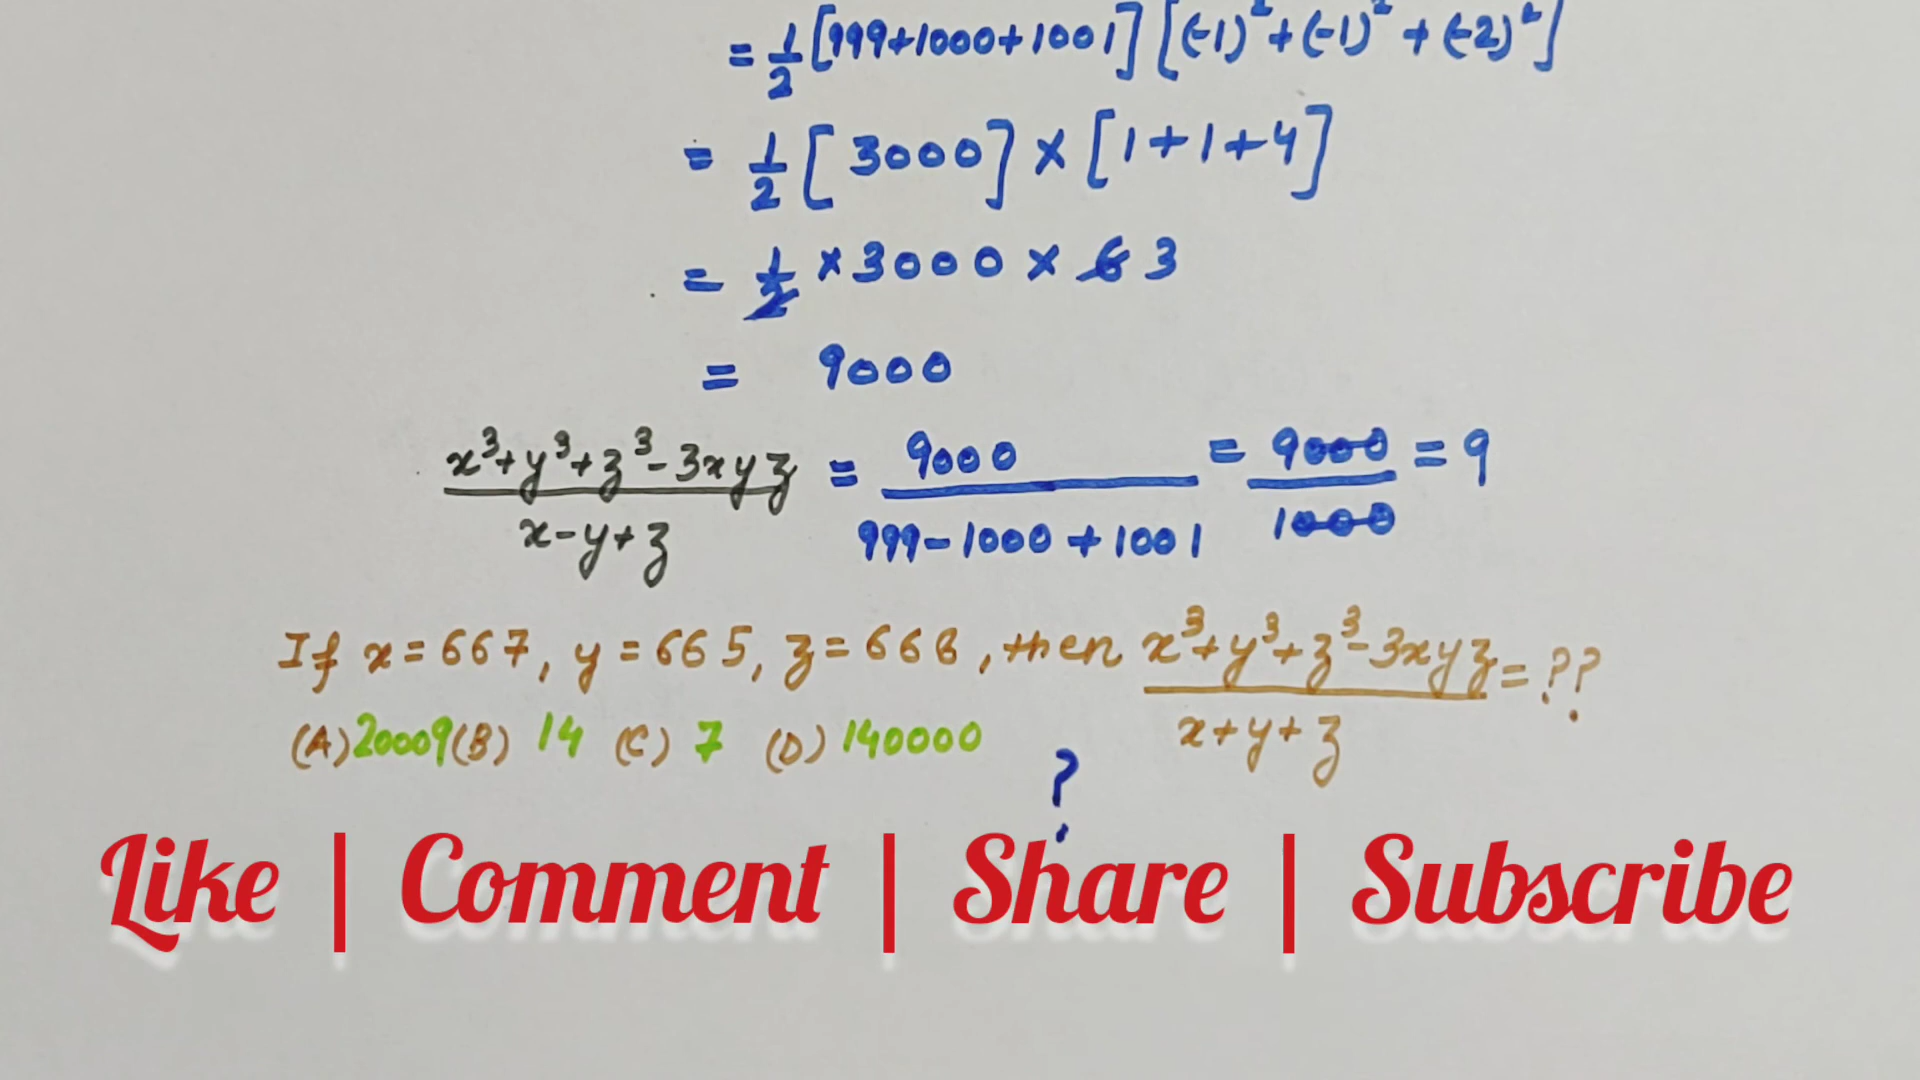 = 1/2 [999+1000+1001] [(-1)² + (-1)² + (-2)²]
= 1/2 [3000] × [1+1+4]
= 1/2 × 3000 × 6 3
= 9000
x³+y³+z³-3xyz / x-y+z = 9000 / 999-1000+1001 = 9000 / 1000 = 9
If x=667, y=665, z=668, then x³+y³+z³-3xyz / x+y+z = ??
(A) 20009 (B) 14 (C) 7 (D) 140000
?
Like | Comment | Share | Subscribe